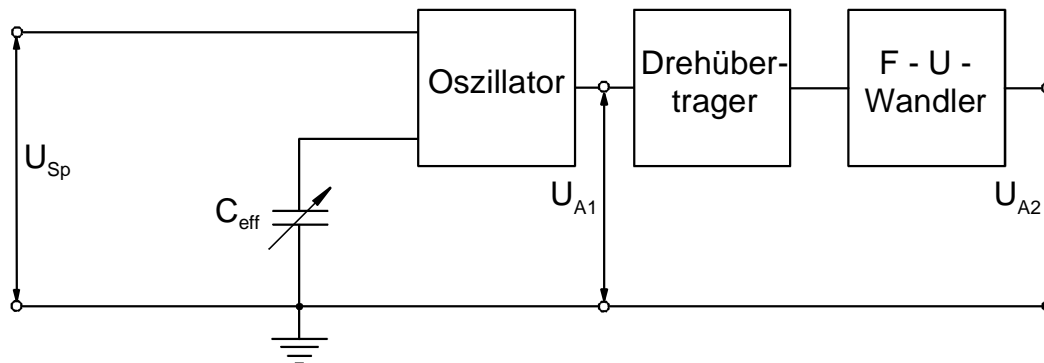 Oszillator
Drehüber-
trager
F - U -
Wandler
U_Sp
C_eff
U_A1
U_A2